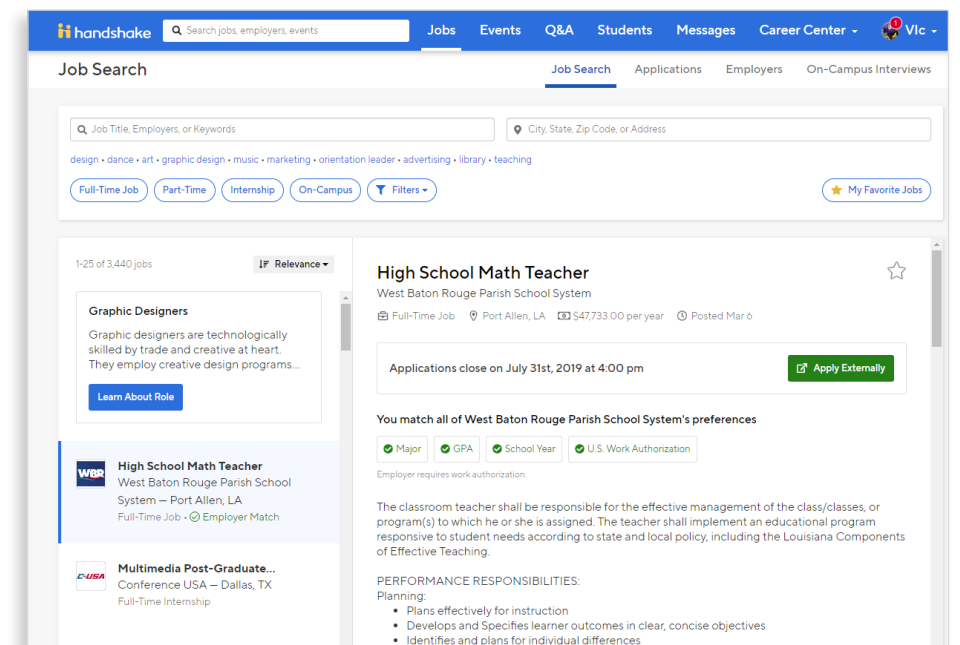 handshake
Search jobs, employers, events
Jobs
Events
Q&A
Students
Messages
Career Center
1
Vlc
Job Search
Job Search
Applications
Employers
On-Campus Interviews
Job Title, Employers, or Keywords
City, State, Zip Code, or Address
design • dance • art • graphic design • music • marketing • orientation leader • advertising • library • teaching
Full-Time Job
Part-Time
Internship
On-Campus
Filters
My Favorite Jobs
1-25 of 3,440 jobs
Relevance
Graphic Designers
Graphic designers are technologically
skilled by trade and creative at heart.
They employ creative design programs...
Learn About Role
WBR
High School Math Teacher
West Baton Rouge Parish School
System — Port Allen, LA
Full-Time Job • Employer Match
C-USA
Multimedia Post-Graduate...
Conference USA — Dallas, TX
Full-Time Internship
High School Math Teacher
West Baton Rouge Parish School System
Full-Time Job
Port Allen, LA
$47,733.00 per year
Posted Mar 6
Applications close on July 31st, 2019 at 4:00 pm
Apply Externally
You match all of West Baton Rouge Parish School System's preferences
Major
GPA
School Year
U.S. Work Authorization
Employer requires work authorization.
The classroom teacher shall be responsible for the effective management of the class/classes, or
program(s) to which he or she is assigned. The teacher shall implement an educational program
responsive to student needs according to state and local policy, including the Louisiana Components
of Effective Teaching.
PERFORMANCE RESPONSIBILITIES:
Planning:
• Plans effectively for instruction
• Develops and Specifies learner outcomes in clear, concise objectives
• Identifies and plans for individual differences